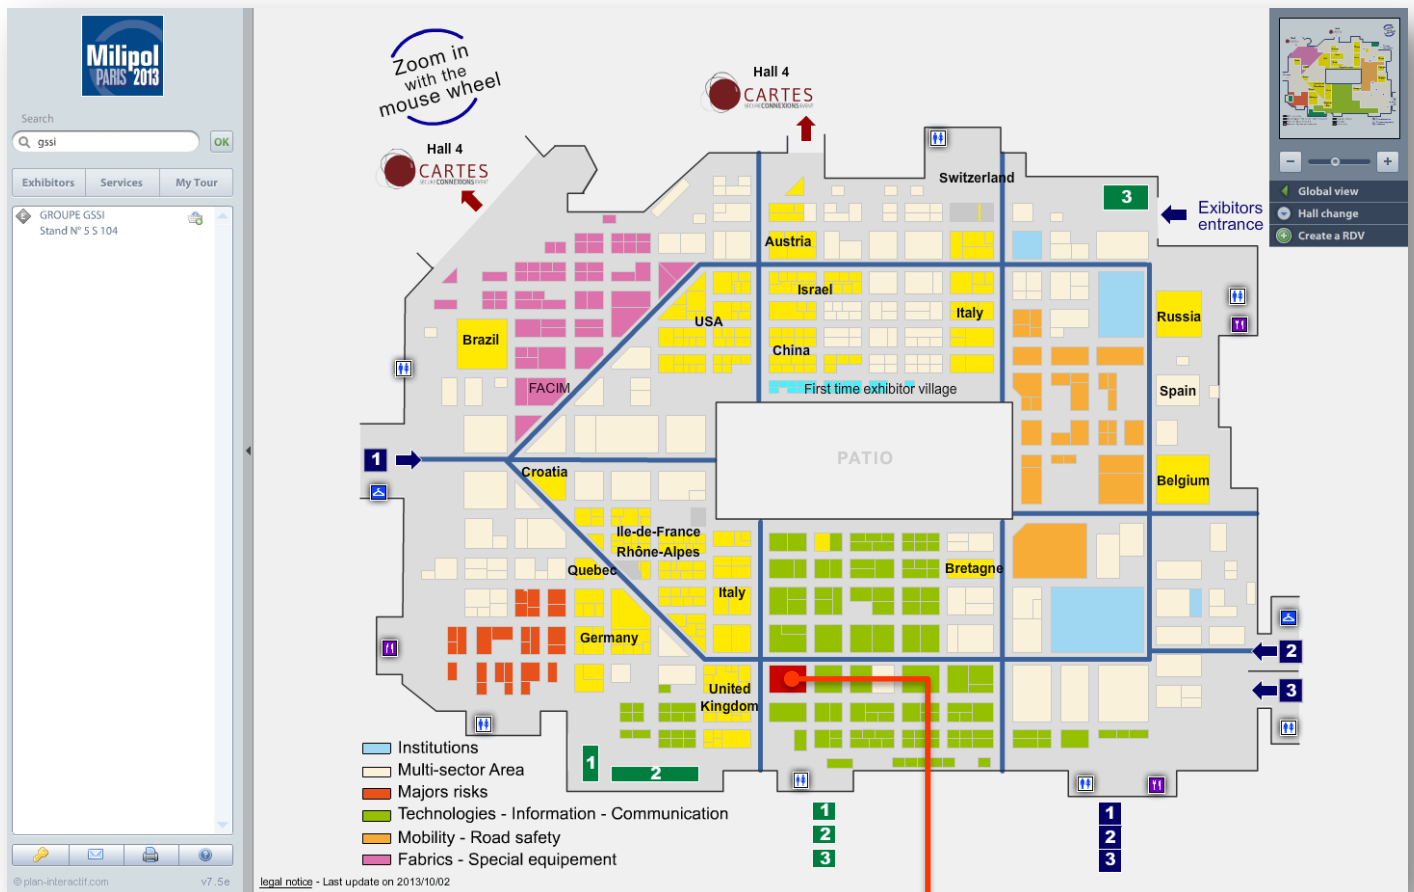 Milipol
PARIS 2013
Search
gssi
OK
Exhibitors
Services
My Tour
GROUPE GSSI
Stand N° 5 S 104
© plan-interactif.com
v7.5e
Zoom in
with the
mouse wheel
Hall 4
CARTES
Hall 4
CARTES
Switzerland
3
Exibitors
entrance
Global view
Hall change
Create a RDV
Austria
Israel
USA
Italy
Russia
Brazil
China
FACIM
First time exhibitor village
Spain
PATIO
1
Croatia
Belgium
Ile-de-France
Rhône-Alpes
Quebec
Bretagne
Italy
Germany
2
United
Kingdom
3
1
2
Institutions
Multi-sector Area
Majors risks
Technologies - Information - Communication
Mobility - Road safety
Fabrics - Special equipement
1
2
3
1
2
3
legal notice - Last update on 2013/10/02